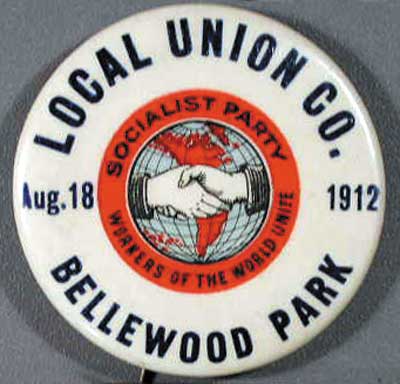 LOCAL UNION CO.
SOCIALIST PARTY
Aug. 18
1912
WORKERS OF THE WORLD UNITE
BELLEWOOD PARK